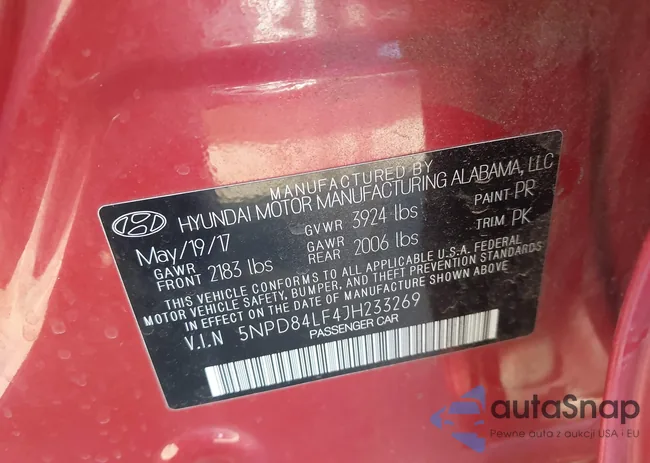 MANUFACTURED BY
HYUNDAI MOTOR MANUFACTURING ALABAMA, LLC
May/19/17 GVWR 3924 lbs PAINT PR
GAWR FRONT 2183 lbs GAWR REAR 2006 lbs TRIM PK
THIS VEHICLE CONFORMS TO ALL APPLICABLE U.S.A. FEDERAL
MOTOR VEHICLE SAFETY, BUMPER, AND THEFT PREVENTION STANDARDS
IN EFFECT ON THE DATE OF MANUFACTURE SHOWN ABOVE
V.I.N 5NPD84LF4JH233269
PASSENGER CAR
autaSnap
Pewne auta z aukcji USA i EU